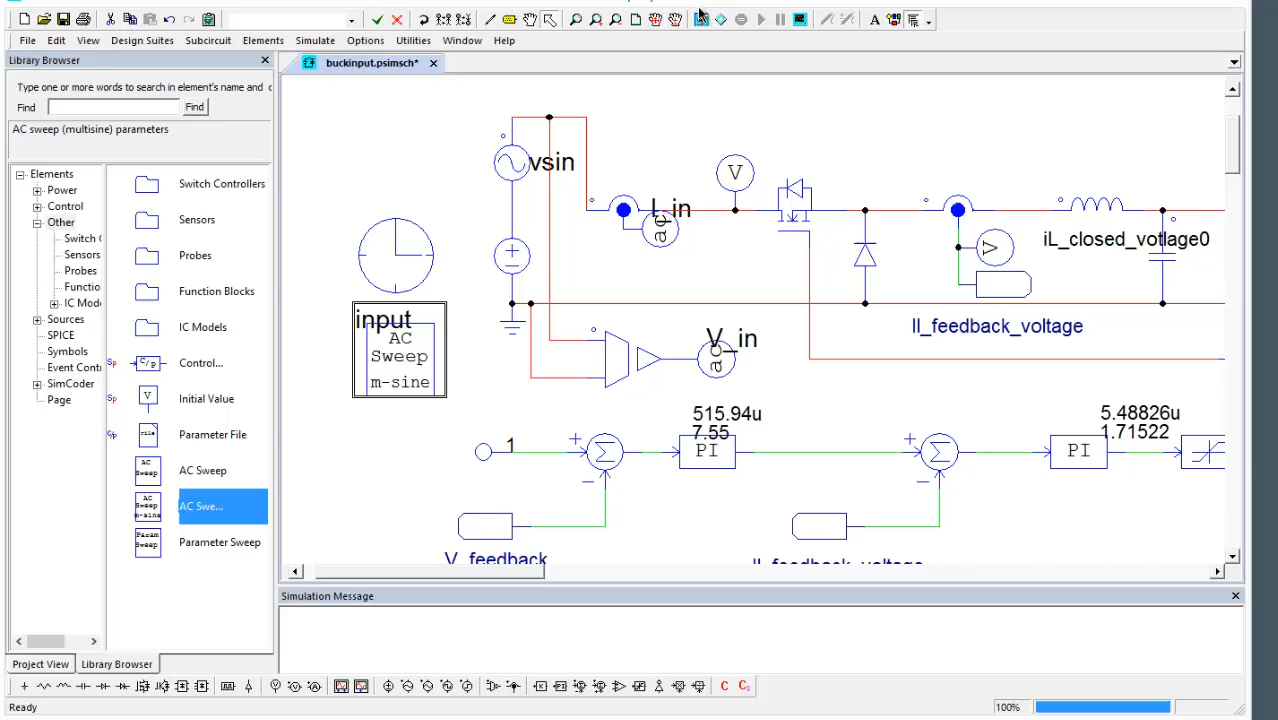 File Edit View Design Suites Subcircuit Elements Simulate Options Utilities Window Help
Library Browser
buckinput.psimsch*
Type one or more words to search in element's name and
Find
Find
AC sweep (multisine) parameters
Elements
Power
Control
Other
Switch
Sensors
Probes
Functio
IC Mod
Sources
SPICE
Symbols
Event Cont
SimCoder
Page
Switch Controllers
Sensors
Probes
Function Blocks
IC Models
Control...
Initial Value
Parameter File
AC Sweep
AC Swe...
Parameter Sweep
vsin
I_in
V
ac
V
iL_closed_votlage0
Il_feedback_voltage
input
AC
Sweep
m-sine
V_in
ac
515.94u
7.55
PI
1
5.48826u
1.71522
PI
V_feedback
Il_feedback_voltage
Simulation Message
Project View
Library Browser
Ready
100%